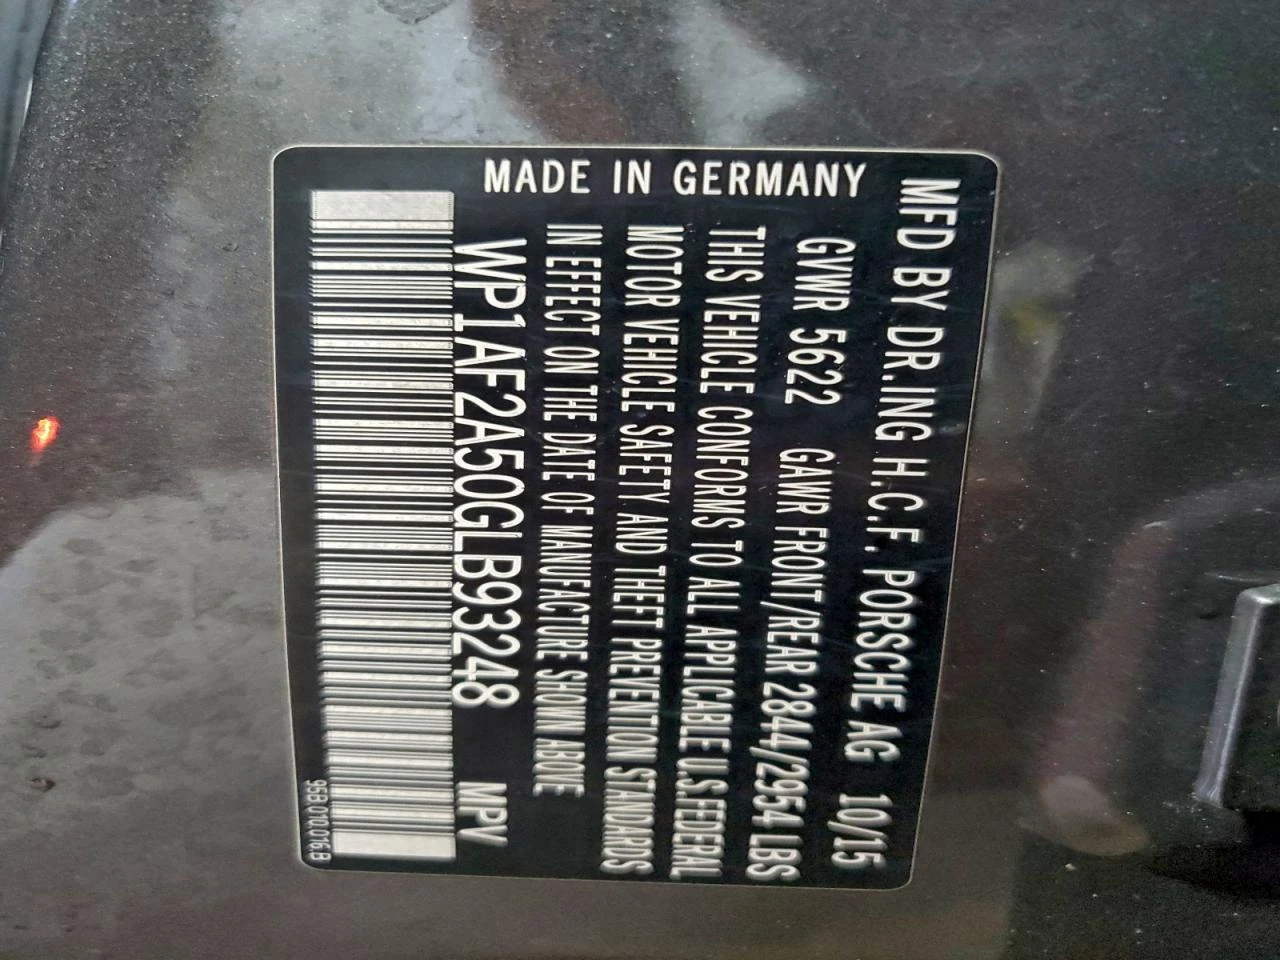 MFD BY DR.ING H.C.F. PORSCHE AG 10/15
GVWR 5622 GAWR FRONT/REAR 2844/2954 LBS
THIS VEHICLE CONFORMS TO ALL APPLICABLE U.S.FEDERAL
MOTOR VEHICLE SAFETY AND THEFT PREVENTION STANDARDS
IN EFFECT ON THE DATE OF MANUFACTURE SHOWN ABOVE
WP1AF2A50GLB93248 MPV
95B.010.016.B
MADE IN GERMANY